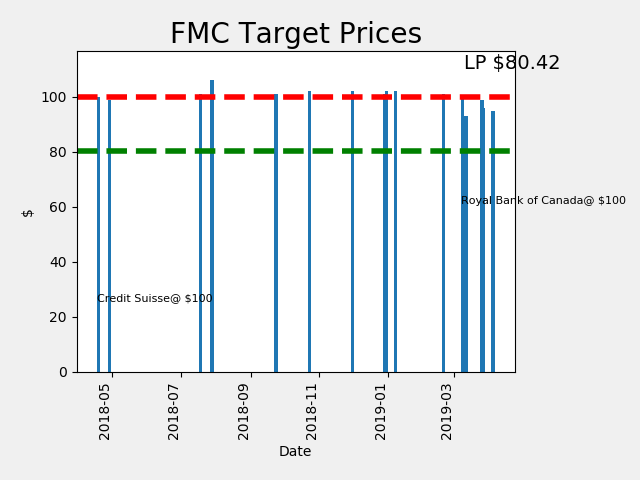 FMC Target Prices
LP $80.42
100
80
60
40
20
0
$
Royal Bank of Canada@ $100
Credit Suisse@ $100
2018-05
2018-07
2018-09
2018-11
2019-01
2019-03
Date